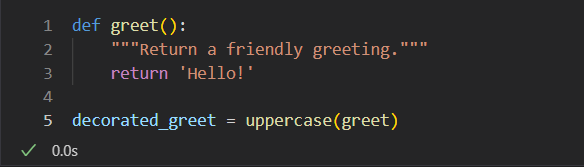 1 def greet():
2     """Return a friendly greeting."""
3     return 'Hello!'
4
5 decorated_greet = uppercase(greet)
0.0s